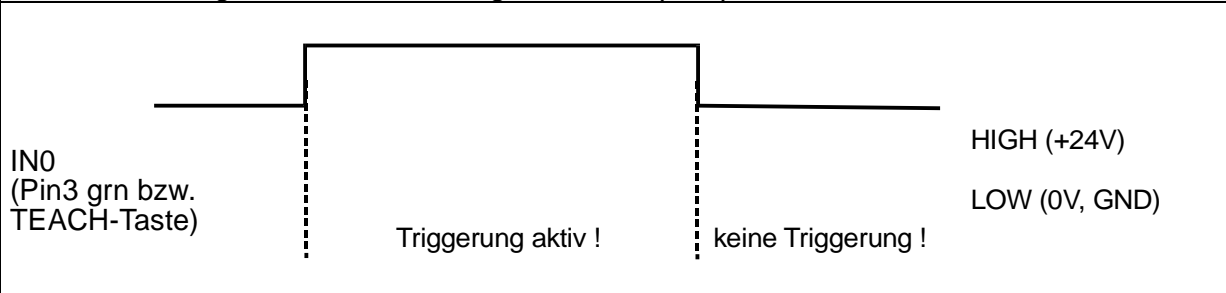 IN0
(Pin3 grn bzw.
TEACH-Taste)
HIGH (+24V)
LOW (0V, GND)
Triggerung aktiv !
keine Triggerung !